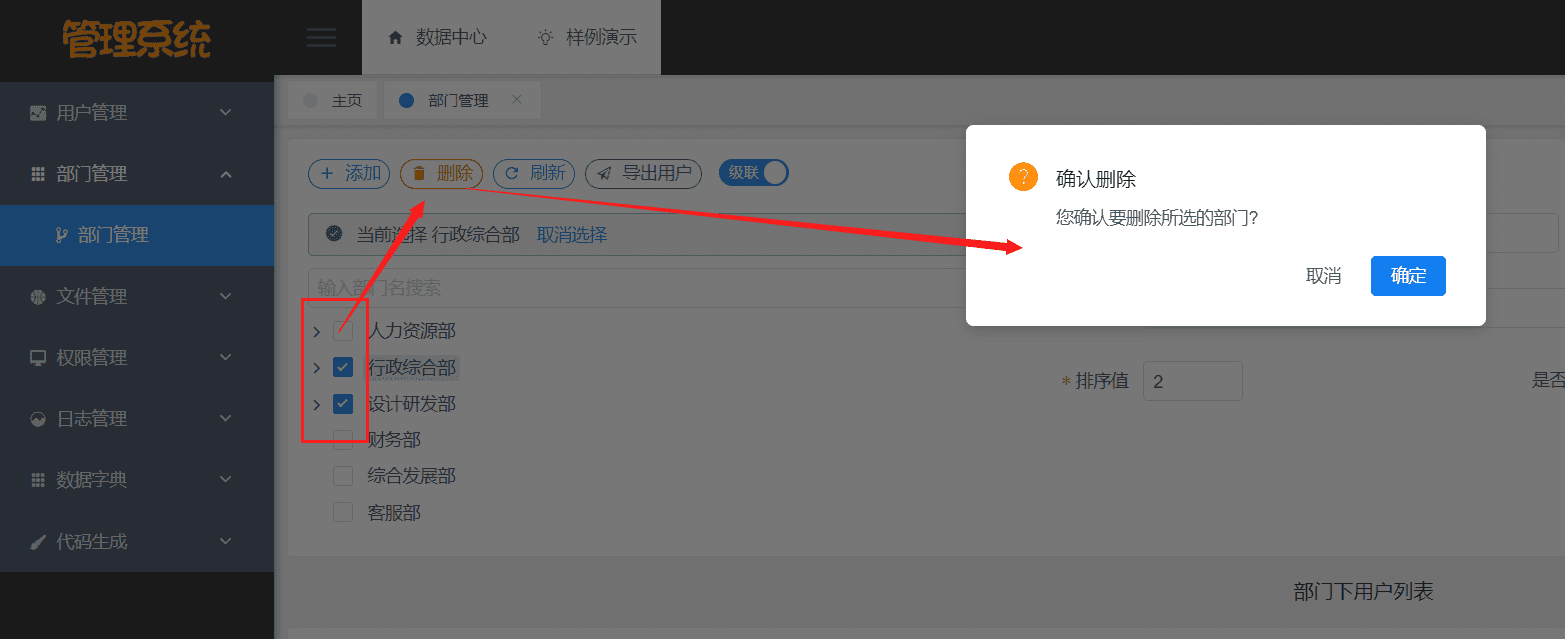 管理系统
数据中心
样例演示
用户管理
部门管理
部门管理
文件管理
权限管理
日志管理
数据字典
代码生成
主页
部门管理
添加
删除
刷新
导出用户
级联
当前选择 行政综合部 取消选择
输入部门名搜索
人力资源部
行政综合部
设计研发部
财务部
综合发展部
客服部
确认删除
您确认要删除所选的部门?
取消
确定
* 排序值
2
是否
部门下用户列表